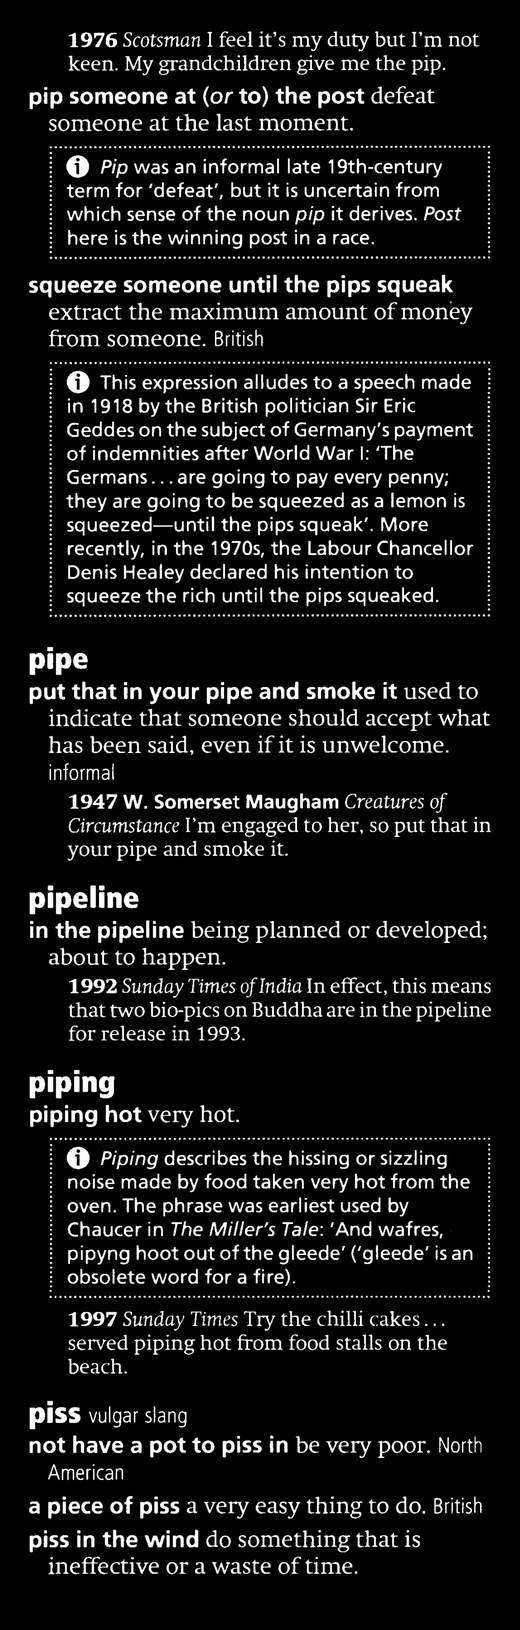 1976 Scotsman I feel it's my duty but I'm not
keen. My grandchildren give me the pip.
pip someone at (or to) the post defeat
someone at the last moment.
i Pip was an informal late 19th-century
term for 'defeat', but it is uncertain from
which sense of the noun pip it derives. Post
here is the winning post in a race.
squeeze someone until the pips squeak
extract the maximum amount of money
from someone. British
i This expression alludes to a speech made
in 1918 by the British politician Sir Eric
Geddes on the subject of Germany's payment
of indemnities after World War I: 'The
Germans...are going to pay every penny;
they are going to be squeezed as a lemon is
squeezed—until the pips squeak'. More
recently, in the 1970s, the Labour Chancellor
Denis Healey declared his intention to
squeeze the rich until the pips squeaked.
pipe
put that in your pipe and smoke it used to
indicate that someone should accept what
has been said, even if it is unwelcome.
informal
1947 W. Somerset Maugham Creatures of
Circumstance I'm engaged to her, so put that in
your pipe and smoke it.
pipeline
in the pipeline being planned or developed;
about to happen.
1992 Sunday Times of India In effect, this means
that two bio-pics on Buddha are in the pipeline
for release in 1993.
piping
piping hot very hot.
i Piping describes the hissing or sizzling
noise made by food taken very hot from the
oven. The phrase was earliest used by
Chaucer in The Miller's Tale: 'And wafres,
pipyng hoot out of the gleede' ('gleede' is an
obsolete word for a fire).
1997 Sunday Times Try the chilli cakes...
served piping hot from food stalls on the
beach.
piss vulgar slang
not have a pot to piss in be very poor. North
American
a piece of piss a very easy thing to do. British
piss in the wind do something that is
ineffective or a waste of time.